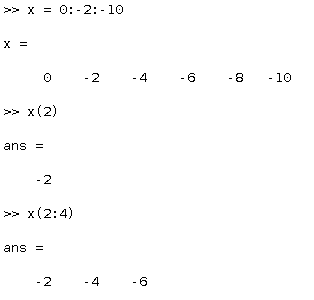 >> x = 0:-2:-10
x =
0 -2 -4 -6 -8 -10
>> x(2)
ans =
-2
>> x(2:4)
ans =
-2 -4 -6